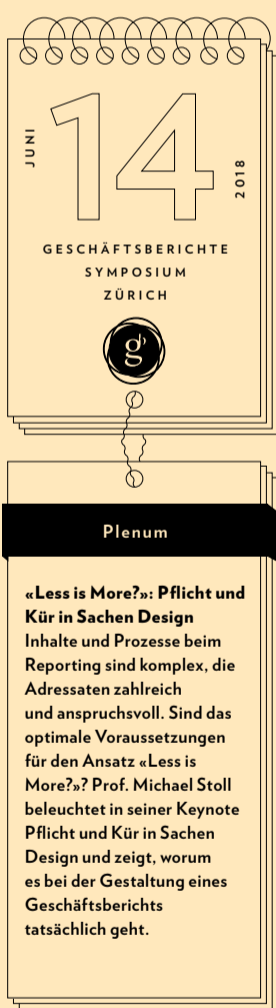 JUNI
14
2018
GESCHÄFTSBERICHTE
SYMPOSIUM
ZÜRICH
gb
Plenum
«Less is More?»: Pflicht und
Kür in Sachen Design
Inhalte und Prozesse beim
Reporting sind komplex, die
Adressaten zahlreich
und anspruchsvoll. Sind das
optimale Voraussetzungen
für den Ansatz «Less is
More?»? Prof. Michael Stoll
beleuchtet in seiner Keynote
Pflicht und Kür in Sachen
Design und zeigt, worum
es bei der Gestaltung eines
Geschäftsberichts
tatsächlich geht.